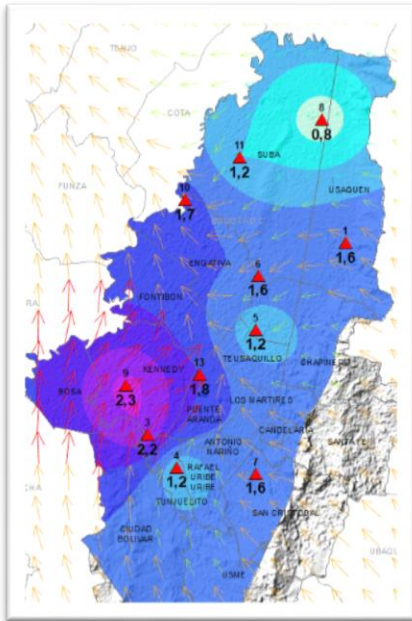 TENJO
COTA
8
0,8
11
SUBA
1,2
USAQUEN
FUNZA
10
1,7
1
1,6
ENGATIVA
6
1,6
FONTIBON
5
1,2
TEUSAQUILLO
CHAPINERO
9
KENNEDY
13
2,3
1,8
BOSA
PUENTE
ARANDA
LOS MARTIRES
3
2,2
CANDELARIA
ANTONIO
NARIÑO
SANTA FE
4
1,2
RAFAEL
URIBE
URIBE
7
1,6
TUNJUELITO
SAN CRISTOBAL
CIUDAD
BOLIVAR
USME